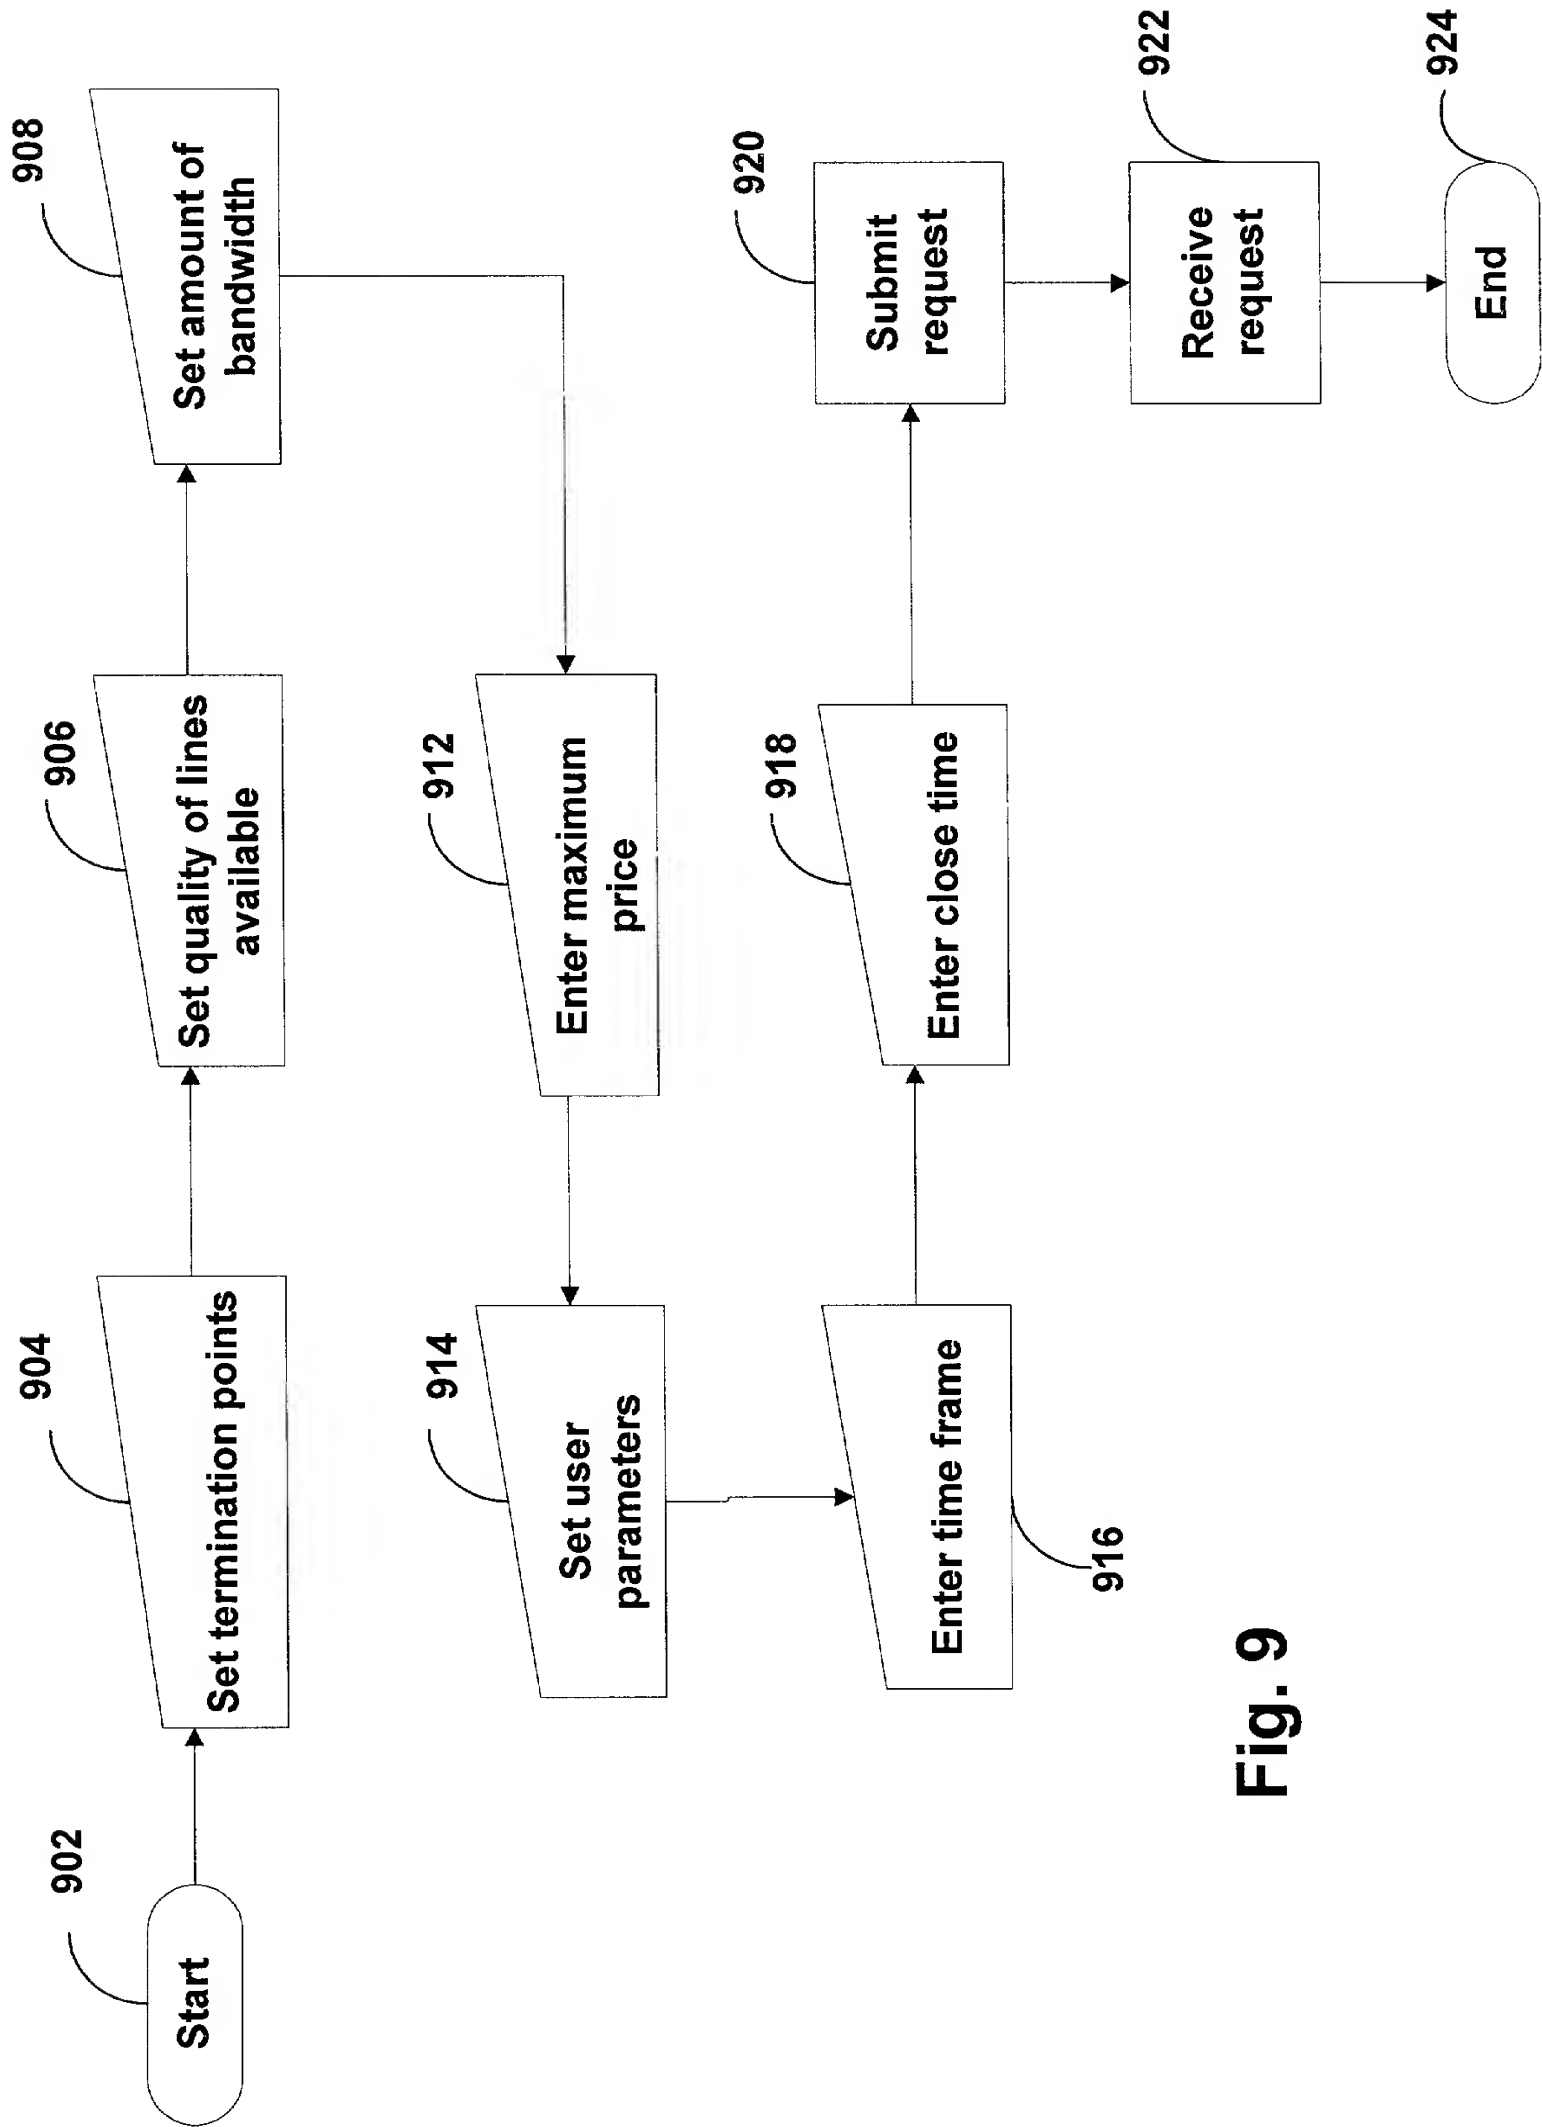 902
Start
904
Set termination points
906
Set quality of lines
available
908
Set amount of
bandwidth
912
Enter maximum
price
914
Set user
parameters
916
Enter time frame
918
Enter close time
920
Submit
request
922
Receive
request
924
End
Fig. 9